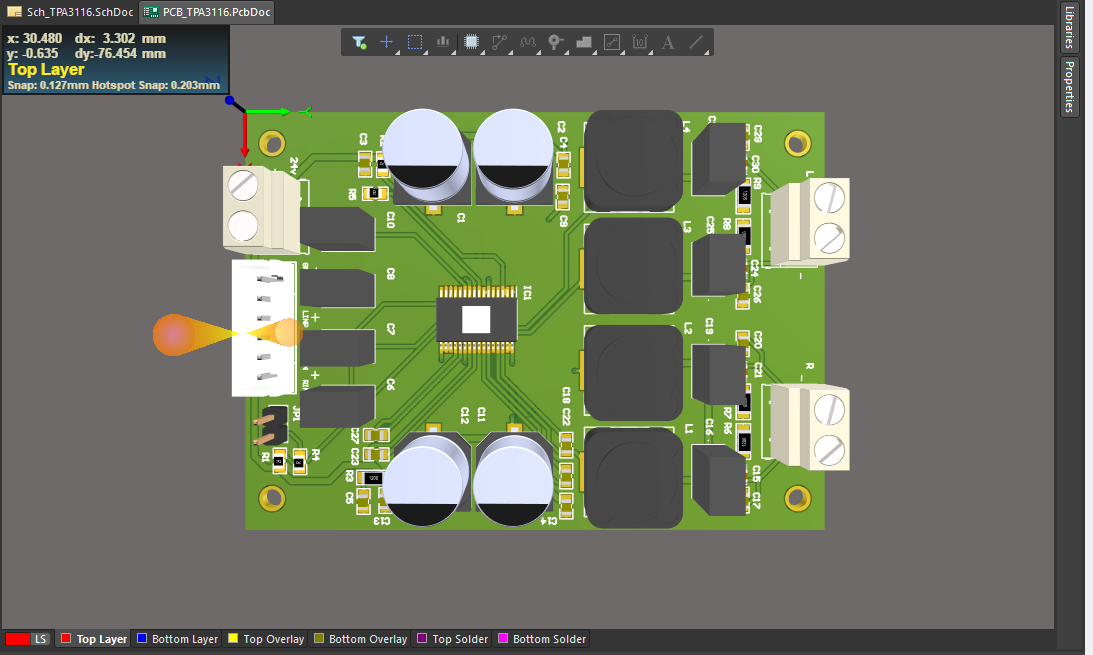 Sch_TPA3116.SchDoc
PCB_TPA3116.PcbDoc
x: 30.480 dx: 3.302 mm
y: -0.635 dy:-76.454 mm
Top Layer
Snap: 0.127mm Hotspot Snap: 0.203mm
Libraries
Properties
24v
C3
C1
C2
C4
C9
L4
C29
C30
R9
L
R5
C10
C8
C7
C6
IC1
L3
C25
R8
C24
C26
L2
C19
C20
C21
R
LINP
+
+
JP1
R1
R4
C27
C23
R3
C5
C13
C12
C11
C14
C18
C22
L1
C16
R7
R6
C15
C17
LS
Top Layer
Bottom Layer
Top Overlay
Bottom Overlay
Top Solder
Bottom Solder